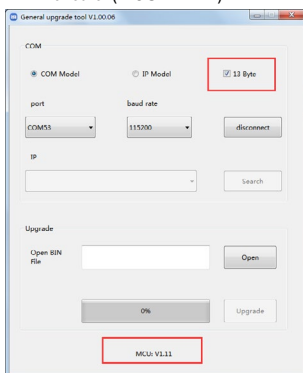 General upgrade tool V1.00.06
COM
COM Model
IP Model
13 Byte
port
baud rate
COM53
115200
disconnect
IP
Search
Upgrade
Open BIN
File
Open
0%
Upgrade
MCU: V1.11